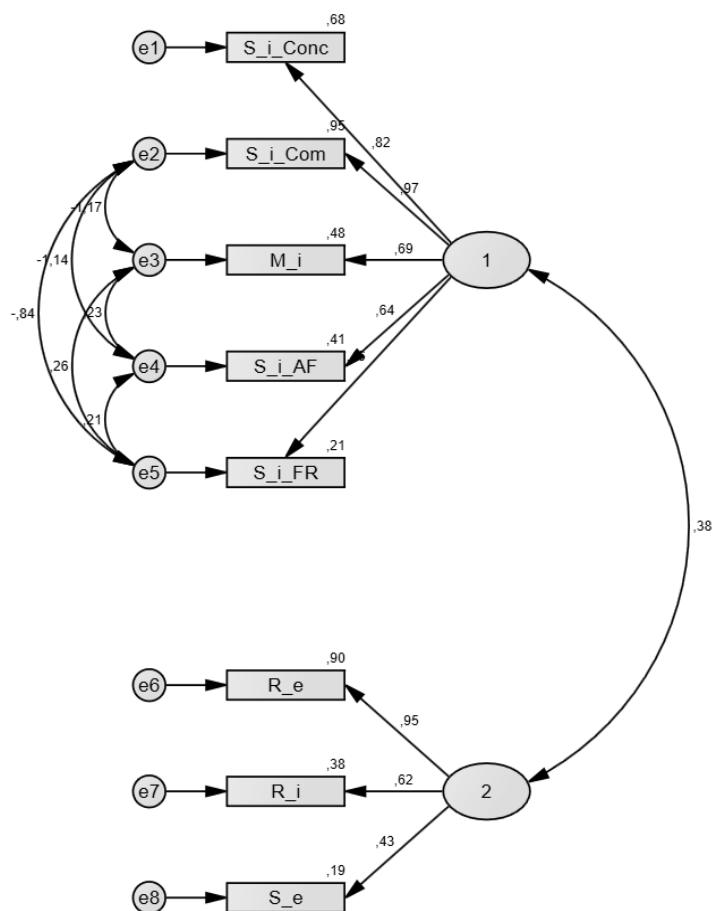 ,68
e1 S_i_Conc
,82
,95
e2 S_i_Com
,97
-1,17
,48
e3 M_i ,69 1
-1,14
,23
,64
-,84
,41
,26
e4 S_i_AF
,21
,21
e5 S_i_FR
,38
,90
e6 R_e
,95
,38
e7 R_i ,62 2
,43
,19
e8 S_e